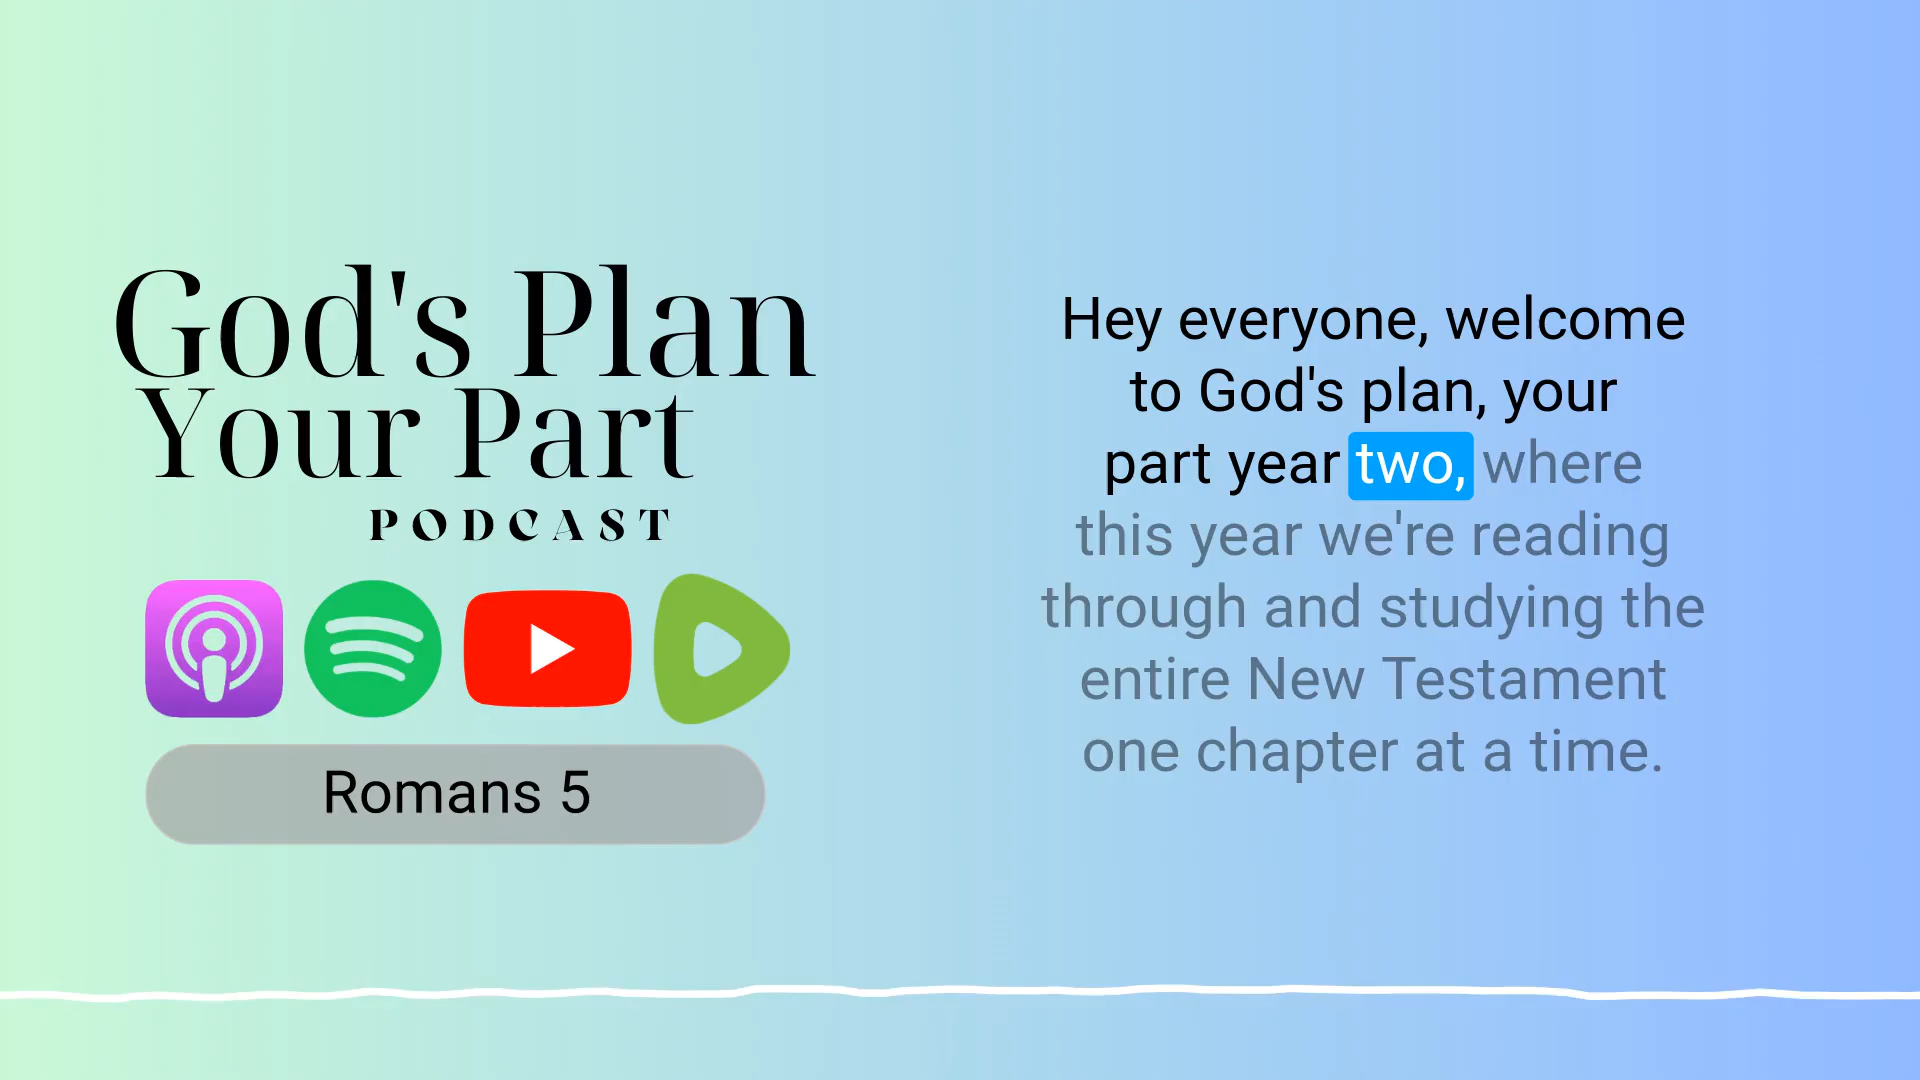 God's Plan
Your Part
PODCAST
Romans 5
Hey everyone, welcome
to God's plan, your
part year two, where
this year we're reading
through and studying the
entire New Testament
one chapter at a time.